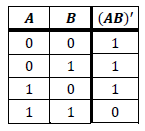 A B (AB)'
0 0 1
0 1 1
1 0 1
1 1 0